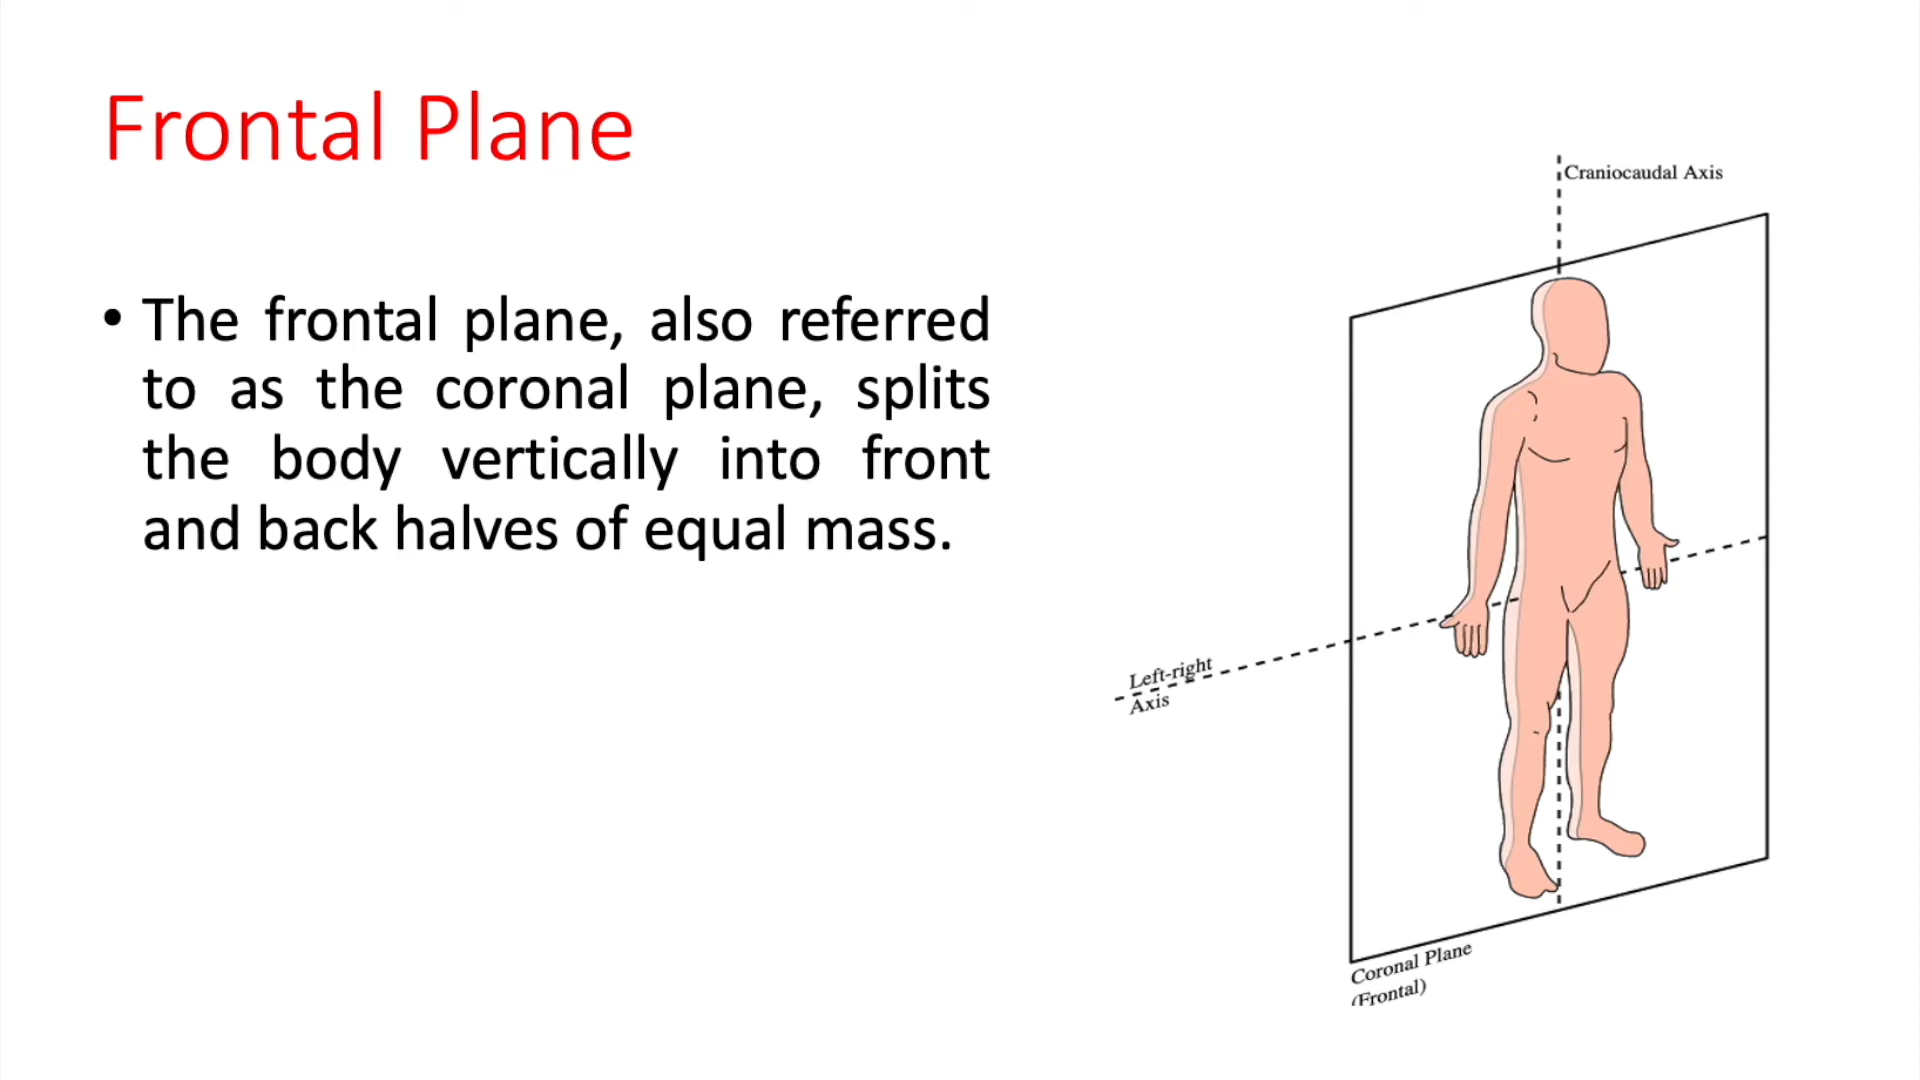 Frontal Plane
• The frontal plane, also referred
to as the coronal plane, splits
the body vertically into front
and back halves of equal mass.
Craniocaudal Axis
Left-right
Axis
Coronal Plane
(Frontal)